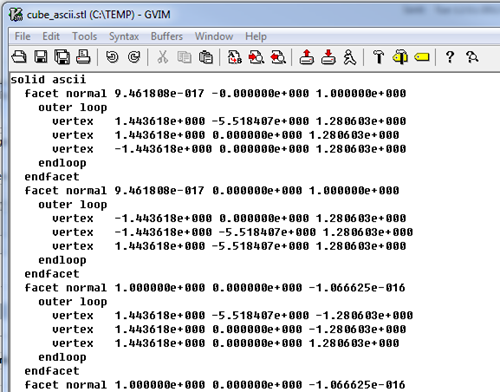 cube_ascii.stl (C:\TEMP) - GVIM
File Edit Tools Syntax Buffers Window Help
solid ascii
facet normal 9.461808e-017 -0.000000e+000 1.000000e+000
outer loop
vertex 1.443618e+000 -5.518407e+000 1.280603e+000
vertex 1.443618e+000 0.000000e+000 1.280603e+000
vertex -1.443618e+000 0.000000e+000 1.280603e+000
endloop
endfacet
facet normal 9.461808e-017 0.000000e+000 1.000000e+000
outer loop
vertex -1.443618e+000 0.000000e+000 1.280603e+000
vertex -1.443618e+000 -5.518407e+000 1.280603e+000
vertex 1.443618e+000 -5.518407e+000 1.280603e+000
endloop
endfacet
facet normal 1.000000e+000 0.000000e+000 -1.066625e-016
outer loop
vertex 1.443618e+000 -5.518407e+000 -1.280603e+000
vertex 1.443618e+000 0.000000e+000 -1.280603e+000
vertex 1.443618e+000 0.000000e+000 1.280603e+000
endloop
endfacet
facet normal 1.000000e+000 0.000000e+000 -1.066625e-016